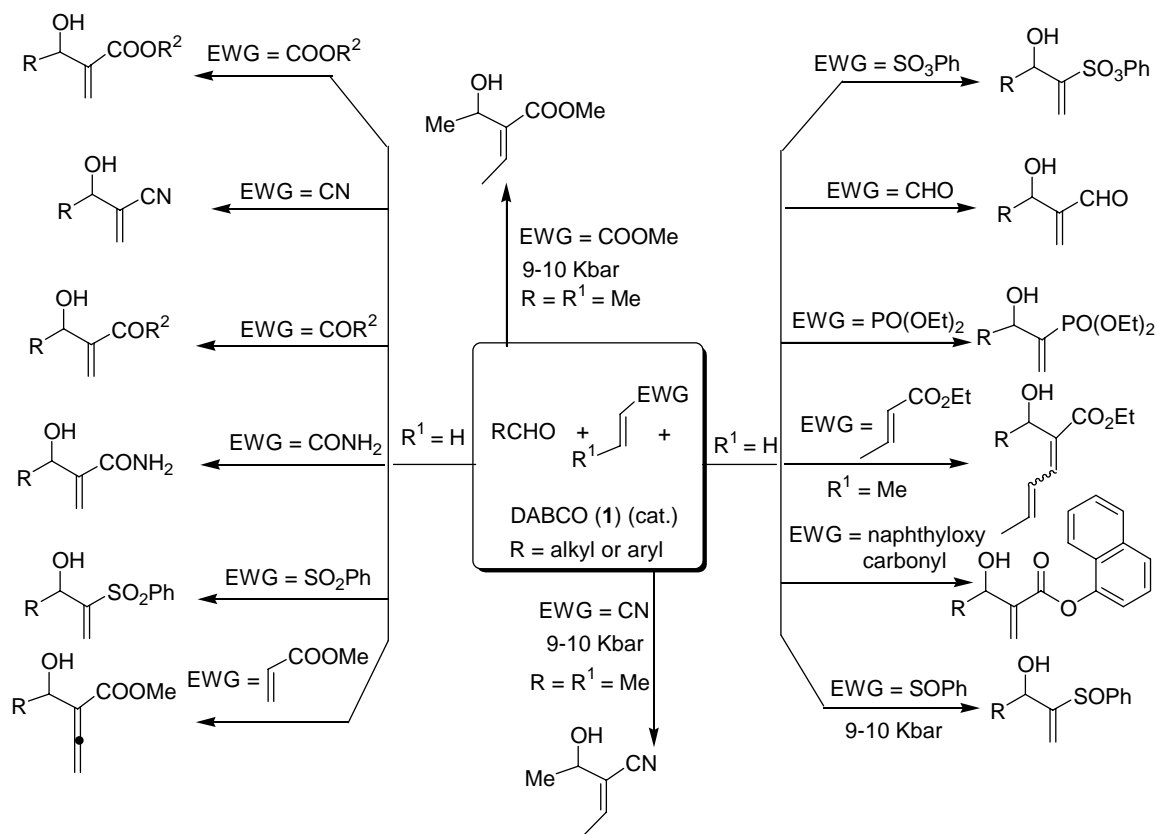 OH
R
COOR2
EWG = COOR2
OH
R
CN
EWG = CN
OH
R
COR2
EWG = COR2
OH
R
CONH2
EWG = CONH2
OH
R
SO2Ph
EWG = SO2Ph
OH
R
COOMe
EWG =
COOMe
R1 = H
OH
Me
COOMe
EWG = COOMe
9-10 Kbar
R = R1 = Me
RCHO + R1 EWG +
DABCO (1) (cat.)
R = alkyl or aryl
EWG = CN
9-10 Kbar
R = R1 = Me
OH
Me
CN
R1 = H
EWG = SO3Ph
OH
R
SO3Ph
EWG = CHO
OH
R
CHO
EWG = PO(OEt)2
OH
R
PO(OEt)2
EWG =
CO2Et
R1 = Me
OH
R
CO2Et
EWG = naphthyloxy
carbonyl
OH
R
O
O
EWG = SOPh
9-10 Kbar
OH
R
SOPh